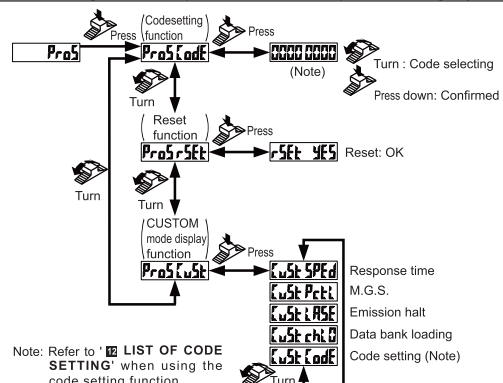 (Codesetting function)
Press
Press
ProS
ProS CodE
0000 0000
(Note)
Turn : Code selecting
Press down: Confirmed
Turn
(Reset function)
Press
ProS rSEt
rSEt YES
Reset: OK
Turn
Turn
(CUSTOM mode display function)
Press
ProS CuSt
CuSt SPEd
Response time
CuSt Pcti
M.G.S.
CuSt iASE
Emission halt
CuSt chLO
Data bank loading
CuSt CodE
Code setting (Note)
Turn
Note: Refer to ' 12 LIST OF CODE
SETTING' when using the
code setting function